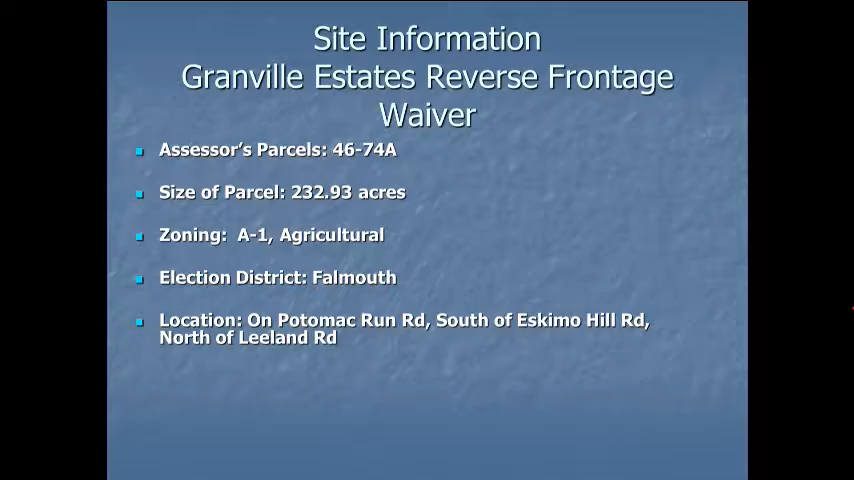 Site Information
Granville Estates Reverse Frontage
Waiver
Assessor's Parcels: 46-74A
Size of Parcel: 232.93 acres
Zoning:  A-1, Agricultural
Election District: Falmouth
Location: On Potomac Run Rd, South of Eskimo Hill Rd,
North of Leeland Rd